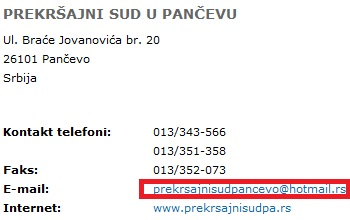 PREKRŠAJNI SUD U PANČEVU
Ul. Braće Jovanovića br. 20
26101 Pančevo
Srbija
Kontakt telefoni: 013/343-566
013/351-358
Faks: 013/352-073
E-mail: prekrsajnisudpancevo@hotmail.rs
Internet: www.prekrsajnisudpa.rs